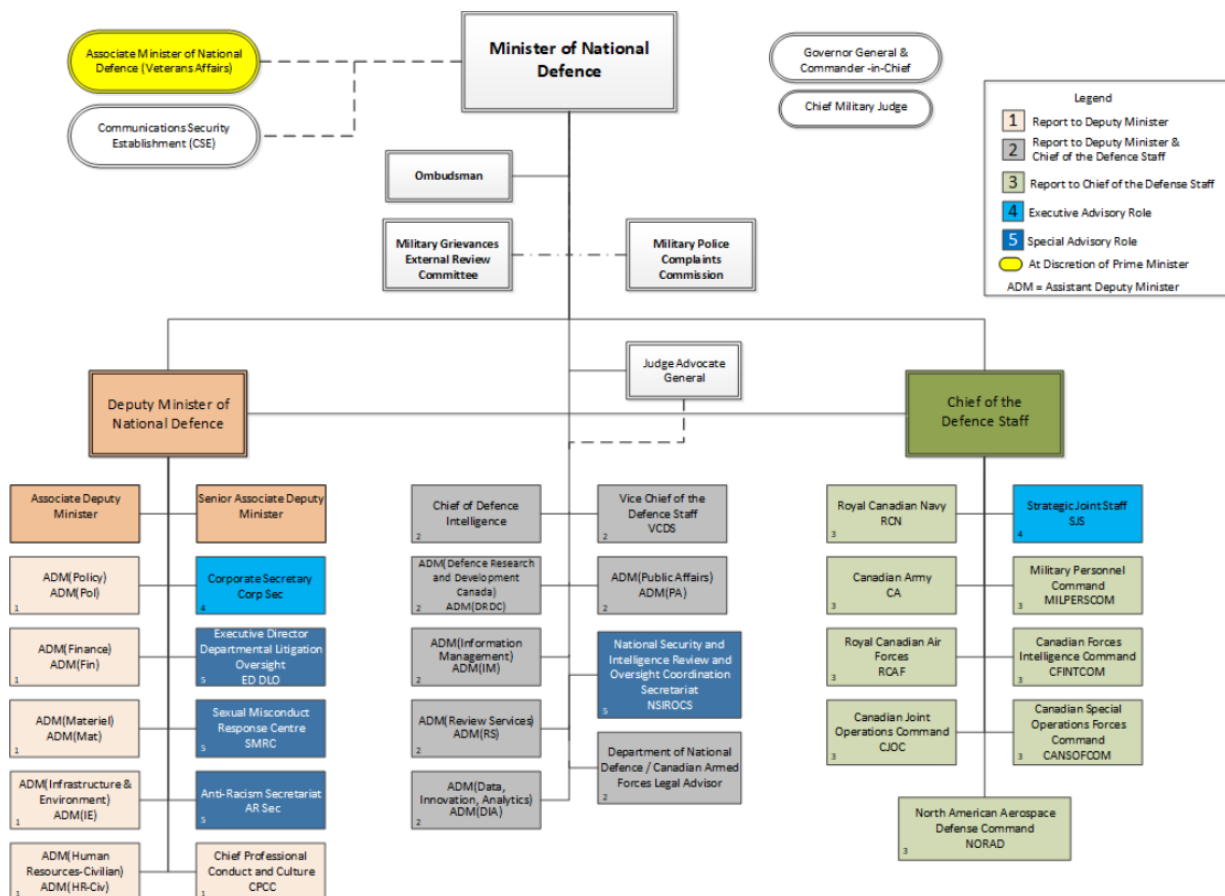 Associate Minister of National
Defence (Veterans Affairs)
Communications Security
Establishment (CSE)
Minister of National
Defence
Governor General &
Commander -in-Chief
Chief Military Judge
Legend
1 Report to Deputy Minister
2 Report to Deputy Minister &
Chief of the Defence Staff
3 Report to Chief of the Defense Staff
4 Executive Advisory Role
5 Special Advisory Role
At Discretion of Prime Minister
ADM = Assistant Deputy Minister
Ombudsman
Military Grievances
External Review
Committee
Military Police
Complaints
Commission
Judge Advocate
General
Deputy Minister of
National Defence
Chief of the
Defence Staff
Associate Deputy
Minister
Senior Associate Deputy
Minister
ADM(Policy)
ADM(Pol)
1
Corporate Secretary
Corp Sec
4
ADM(Finance)
ADM(Fin)
1
Executive Director
Departmental Litigation
Oversight
ED DLO
5
ADM(Materiel)
ADM(Mat)
1
Sexual Misconduct
Response Centre
SMRC
5
ADM(Infrastructure &
Environment)
ADM(IE)
1
Anti-Racism Secretariat
AR Sec
5
ADM(Human
Resources-Civilian)
ADM(HR-Civ)
1
Chief Professional
Conduct and Culture
CPCC
1
Chief of Defence
Intelligence
2
Vice Chief of the
Defence Staff
VCDS
2
ADM(Defence Research
and Development
Canada)
ADM(DRDC)
2
ADM(Public Affairs)
ADM(PA)
2
ADM(Information
Management)
ADM(IM)
2
National Security and
Intelligence Review and
Oversight Coordination
Secretariat
NSIROCS
5
ADM(Review Services)
ADM(RS)
2
Department of National
Defence / Canadian Armed
Forces Legal Advisor
2
ADM(Data,
Innovation, Analytics)
ADM(DIA)
2
Royal Canadian Navy
RCN
3
Strategic Joint Staff
SJS
4
Canadian Army
CA
3
Military Personnel
Command
MILPERSCOM
3
Royal Canadian Air
Forces
RCAF
3
Canadian Forces
Intelligence Command
CFINTCOM
3
Canadian Joint
Operations Command
CJOC
3
Canadian Special
Operations Forces
Command
CANSOFCOM
3
North American Aerospace
Defense Command
NORAD
3